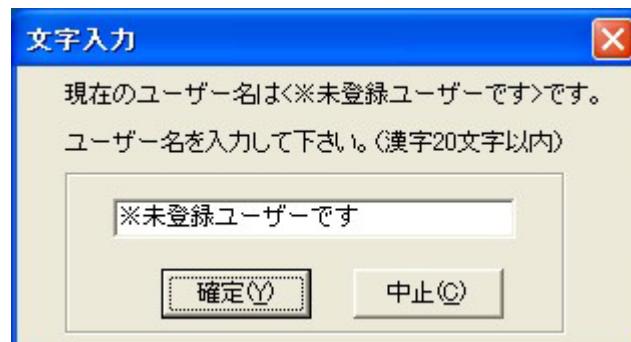 文字入力
現在のユーザー名は<※未登録ユーザーです>です。
ユーザー名を入力して下さい。(漢字20文字以内)
※未登録ユーザーです
確定(Y) 中止(C)